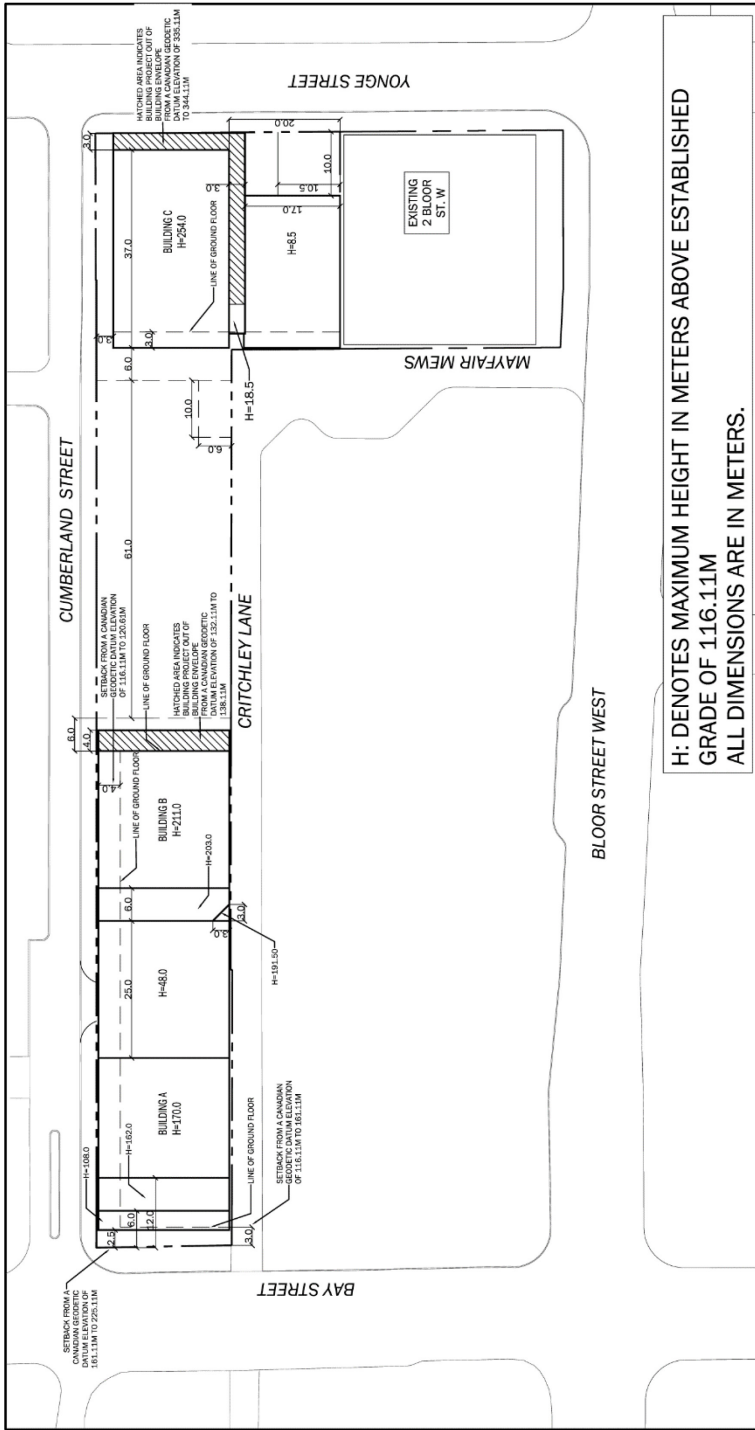 YONGE STREET
HATCHED AREA INDICATES
BUILDING PROJECT OUT OF
BUILDING ENVELOPE
FROM A CANADIAN GEODETIC
DATUM ELEVATION OF 335.11M
TO 344.11M
3.0
37.0
BUILDING C
H=254.0
LINE OF GROUND FLOOR
3.0
3.0
6.0
3.0
20.0
10.0
10.5
17.0
H=8.5
EXISTING
2 BLOOR
ST. W
MAYFAIR MEWS
H=18.5
10.0
6.0
CUMBERLAND STREET
61.0
CRITCHLEY LANE
SETBACK FROM A CANADIAN
GEODETIC DATUM ELEVATION
OF 116.11M TO 120.61M
LINE OF GROUND FLOOR
HATCHED AREA INDICATES
BUILDING PROJECT OUT OF
BUILDING ENVELOPE
FROM A CANADIAN GEODETIC
DATUM ELEVATION OF 132.11M TO
138.11M
6.0
4.0
4.0
LINE OF GROUND FLOOR
BUILDING B
H=211.0
H=203.0
6.0
3.0
3.0
H=191.50
25.0
H=48.0
BUILDING A
H=170.0
H=162.0
H=108.0
2.5
6.0
12.0
LINE OF GROUND FLOOR
SETBACK FROM A CANADIAN
GEODETIC DATUM ELEVATION
OF 116.11M TO 161.11M
3.0
SETBACK FROM A
CANADIAN GEODETIC
DATUM ELEVATION OF
161.11M TO 225.11M
BAY STREET
BLOOR STREET WEST
H: DENOTES MAXIMUM HEIGHT IN METERS ABOVE ESTABLISHED
GRADE OF 116.11M
ALL DIMENSIONS ARE IN METERS.